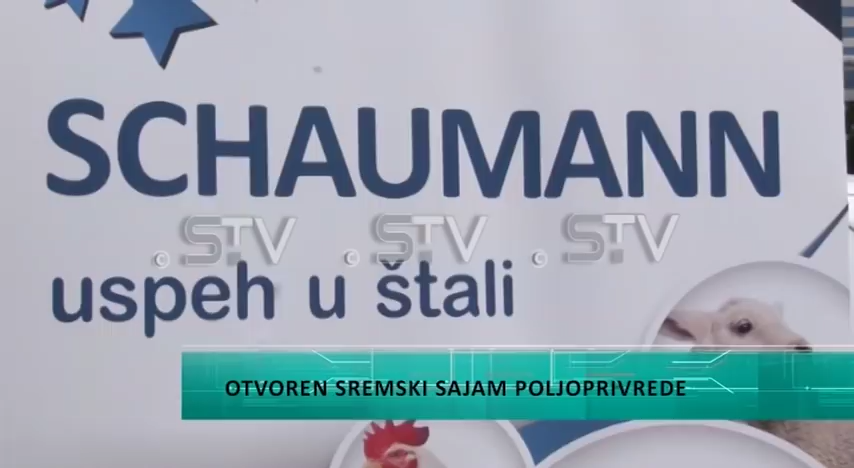 SCHAUMANN
© STV © STV © STV
uspeh u štali
OTVOREN SREMSKI SAJAM POLJOPRIVREDE